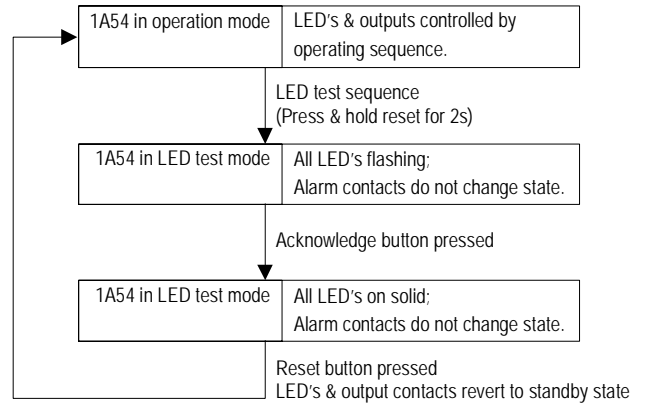 1A54 in operation mode
LED's & outputs controlled by
operating sequence.
LED test sequence
(Press & hold reset for 2s)
1A54 in LED test mode
All LED's flashing;
Alarm contacts do not change state.
Acknowledge button pressed
1A54 in LED test mode
All LED's on solid;
Alarm contacts do not change state.
Reset button pressed
LED's & output contacts revert to standby state